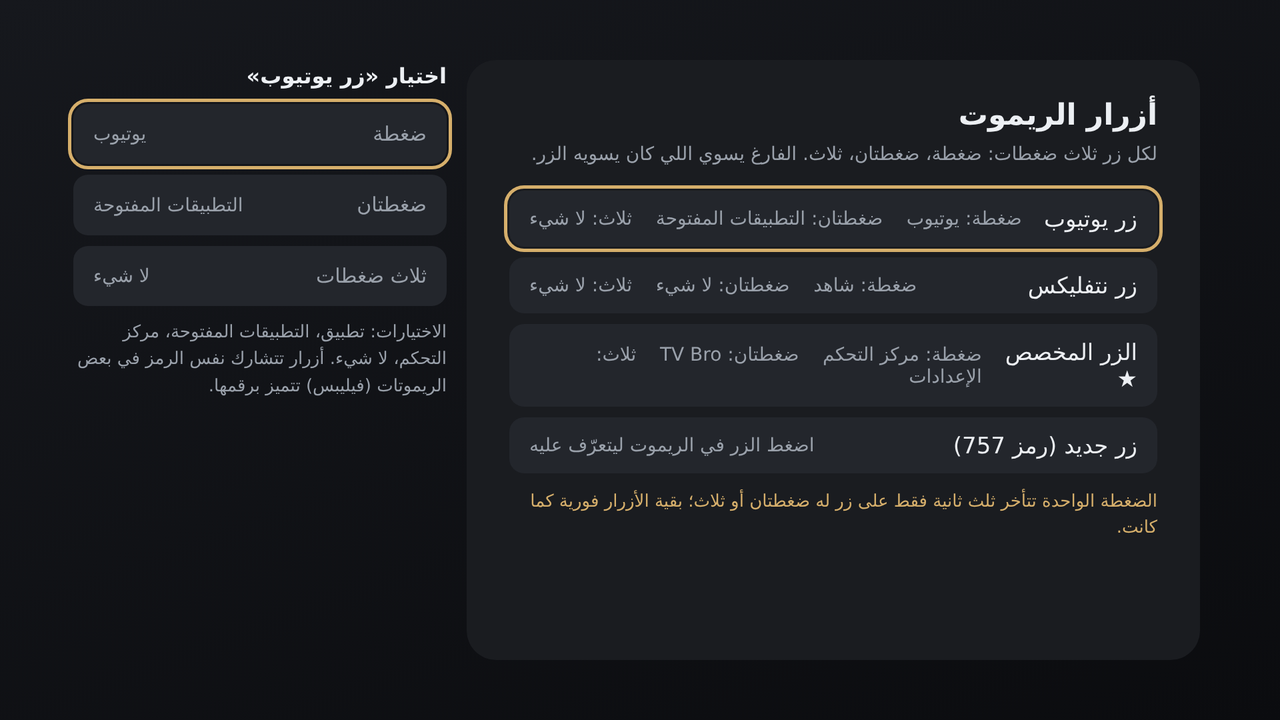 أزرار الريموت
لكل زر ثلاث ضغطات: ضغطة، ضغطتان، ثلاث. الفارغ يسوي اللي كان يسويه الزر.
زر يوتيوب ضغطة: يوتيوب ضغطتان: التطبيقات المفتوحة ثلاث: لا شيء
زر نتفليكس ضغطة: شاهد ضغطتان: لا شيء ثلاث: لا شيء
الزر المخصص ★ ضغطة: مركز التحكم ضغطتان: TV Bro ثلاث:
الإعدادات
زر جديد (رمز 757) اضغط الزر في الريموت ليتعرّف عليه
الضغطة الواحدة تتأخر ثلث ثانية فقط على زر له ضغطتان أو ثلاث؛ بقية الأزرار فورية كما
كانت.
اختيار «زر يوتيوب»
ضغطة يوتيوب
ضغطتان التطبيقات المفتوحة
ثلاث ضغطات لا شيء
الاختيارات: تطبيق، التطبيقات المفتوحة، مركز
التحكم، لا شيء. أزرار تتشارك نفس الرمز في بعض
الريموتات (فيليبس) تتميز برقمها.